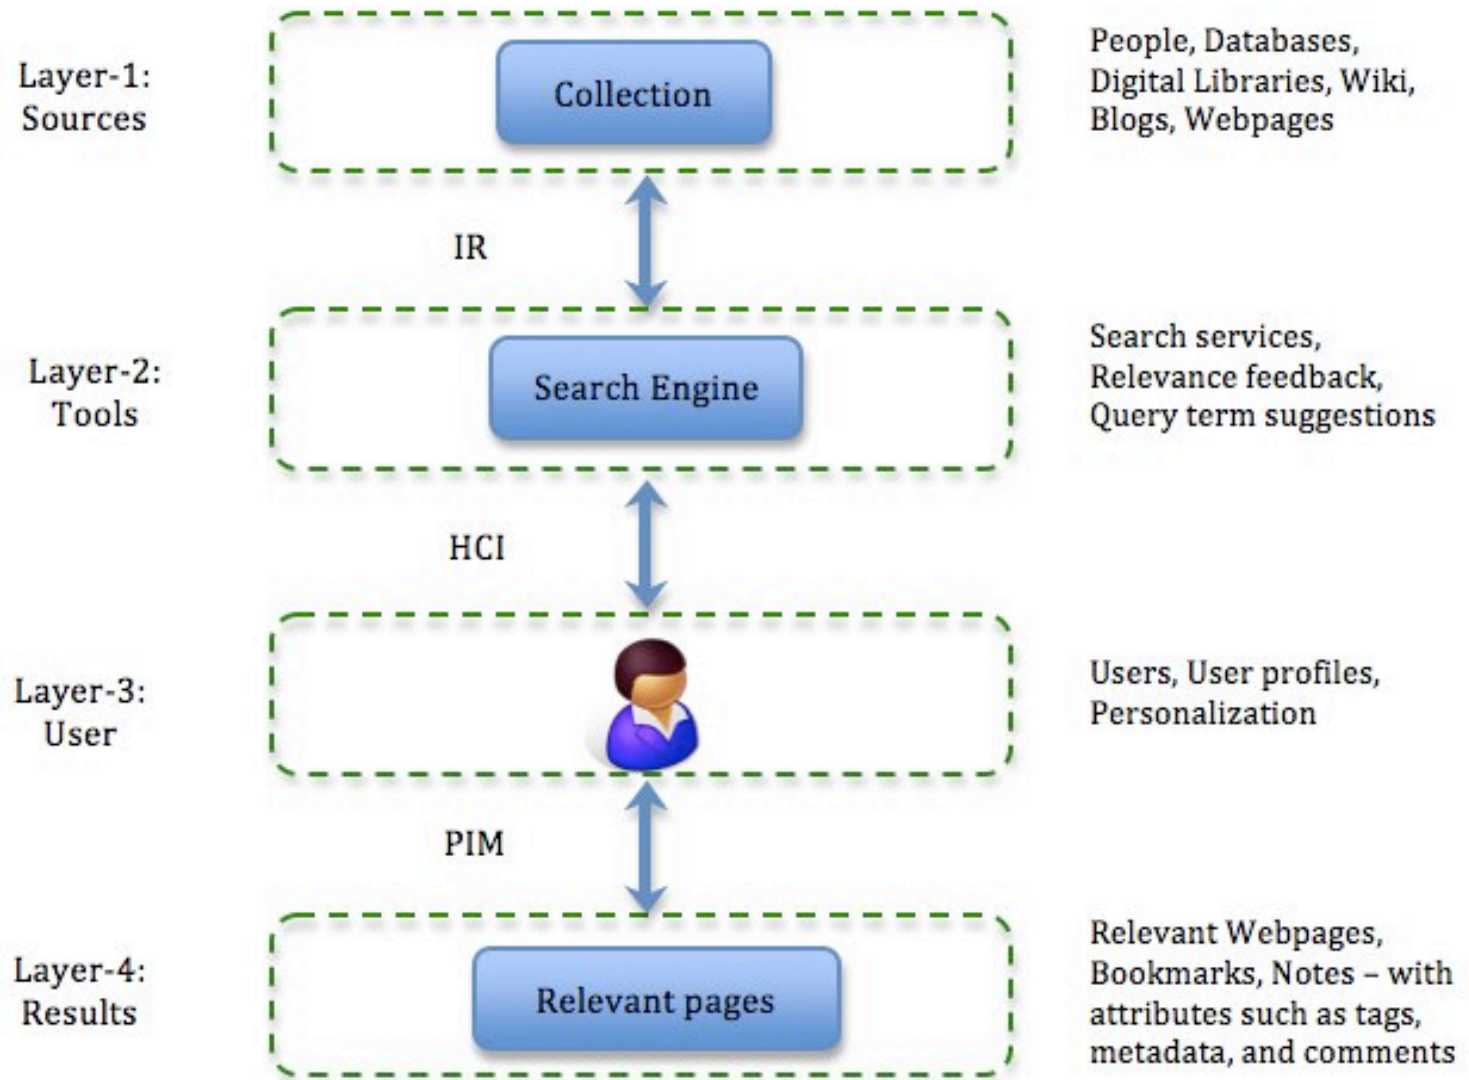 Layer-1:
Sources
Collection
People, Databases,
Digital Libraries, Wiki,
Blogs, Webpages
IR
Layer-2:
Tools
Search Engine
Search services,
Relevance feedback,
Query term suggestions
HCI
Layer-3:
User
Users, User profiles,
Personalization
PIM
Layer-4:
Results
Relevant pages
Relevant Webpages,
Bookmarks, Notes – with
attributes such as tags,
metadata, and comments